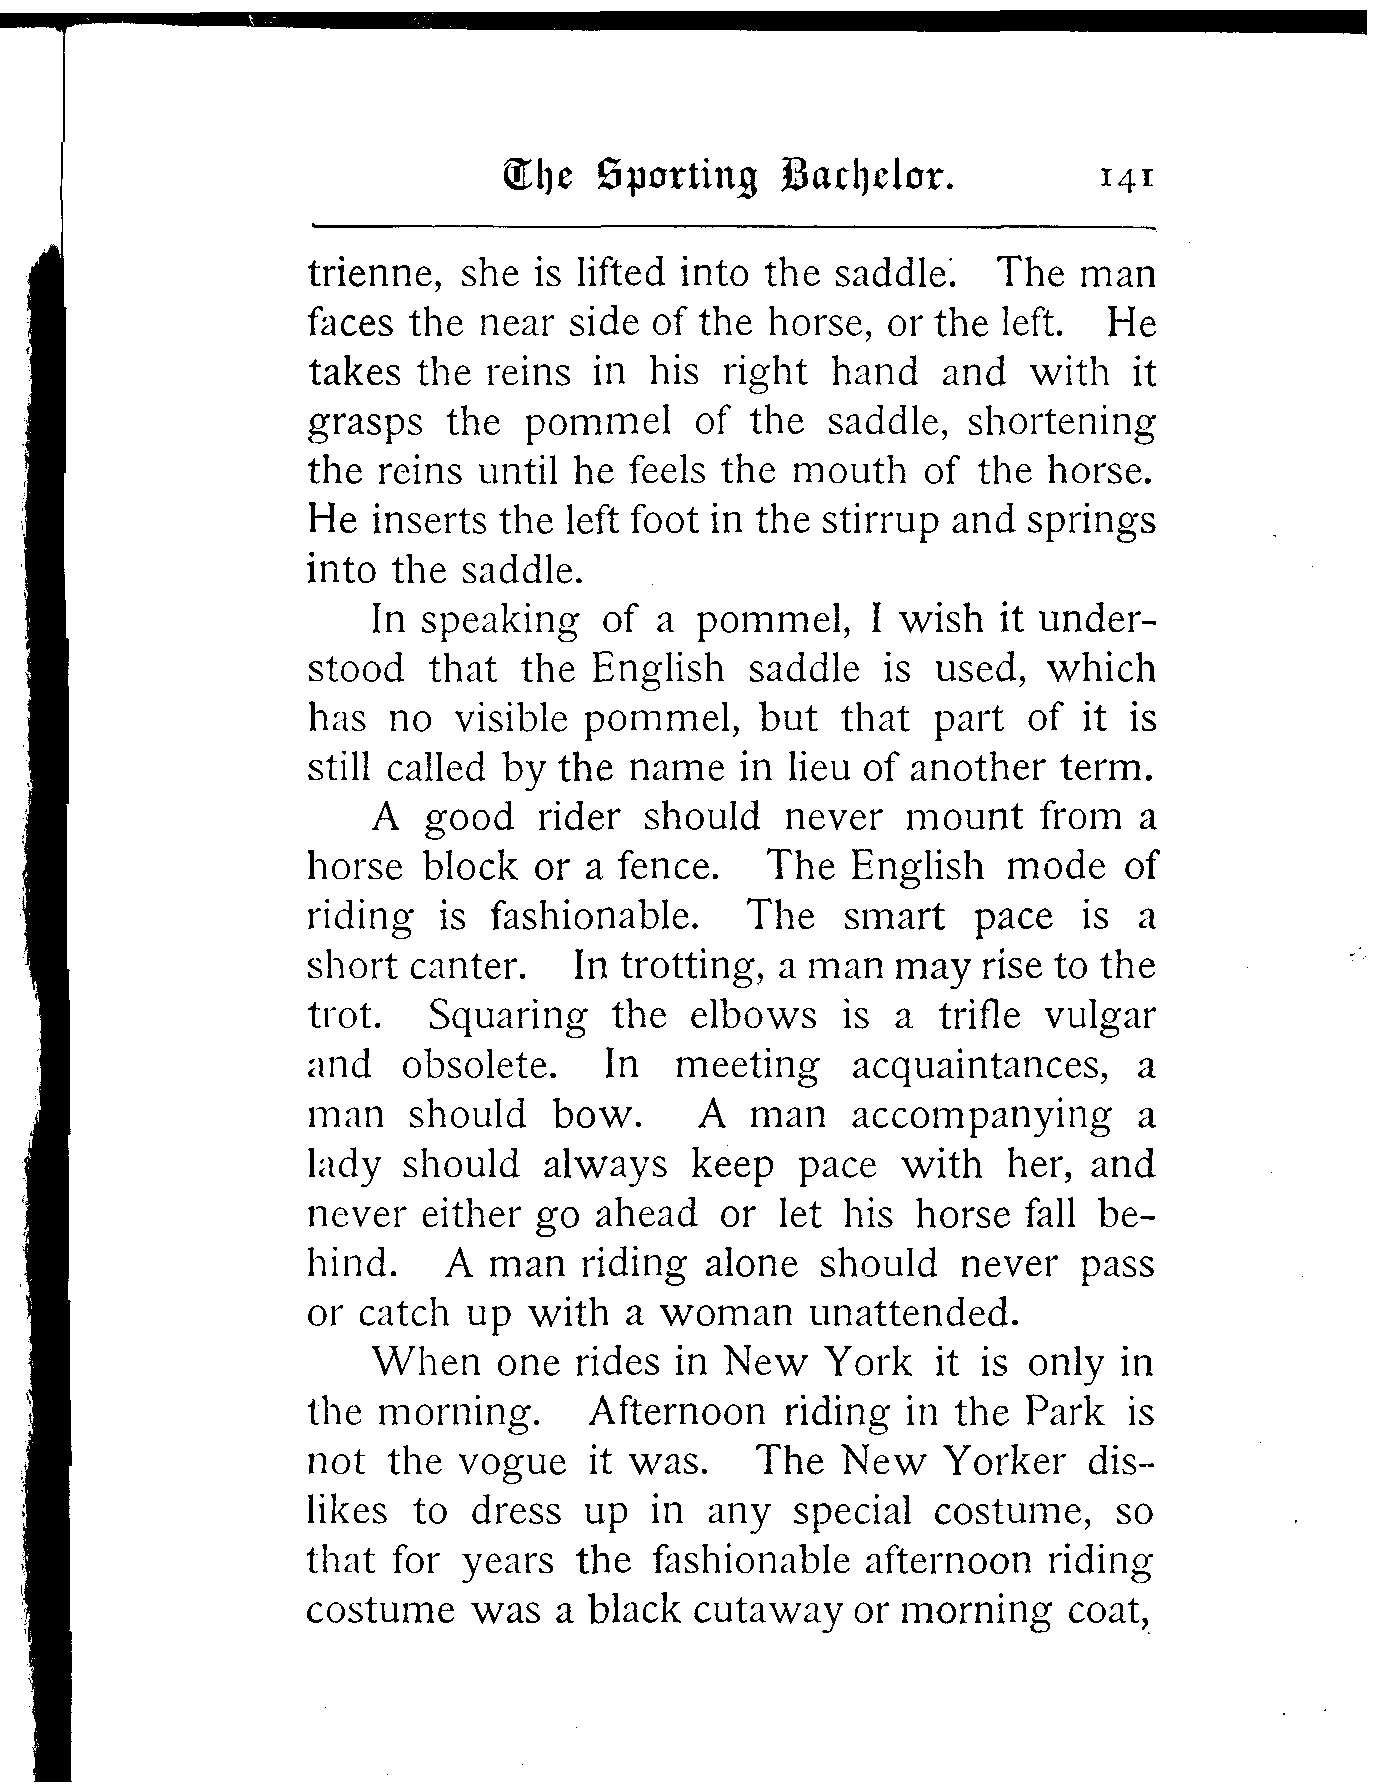 The Sporting Bachelor. 141
trienne, she is lifted into the saddle. The man
faces the near side of the horse, or the left. He
takes the reins in his right hand and with it
grasps the pommel of the saddle, shortening
the reins until he feels the mouth of the horse.
He inserts the left foot in the stirrup and springs
into the saddle.
In speaking of a pommel, I wish it under-
stood that the English saddle is used, which
has no visible pommel, but that part of it is
still called by the name in lieu of another term.
A good rider should never mount from a
horse block or a fence. The English mode of
riding is fashionable. The smart pace is a
short canter. In trotting, a man may rise to the
trot. Squaring the elbows is a trifle vulgar
and obsolete. In meeting acquaintances, a
man should bow. A man accompanying a
lady should always keep pace with her, and
never either go ahead or let his horse fall be-
hind. A man riding alone should never pass
or catch up with a woman unattended.
When one rides in New York it is only in
the morning. Afternoon riding in the Park is
not the vogue it was. The New Yorker dis-
likes to dress up in any special costume, so
that for years the fashionable afternoon riding
costume was a black cutaway or morning coat,